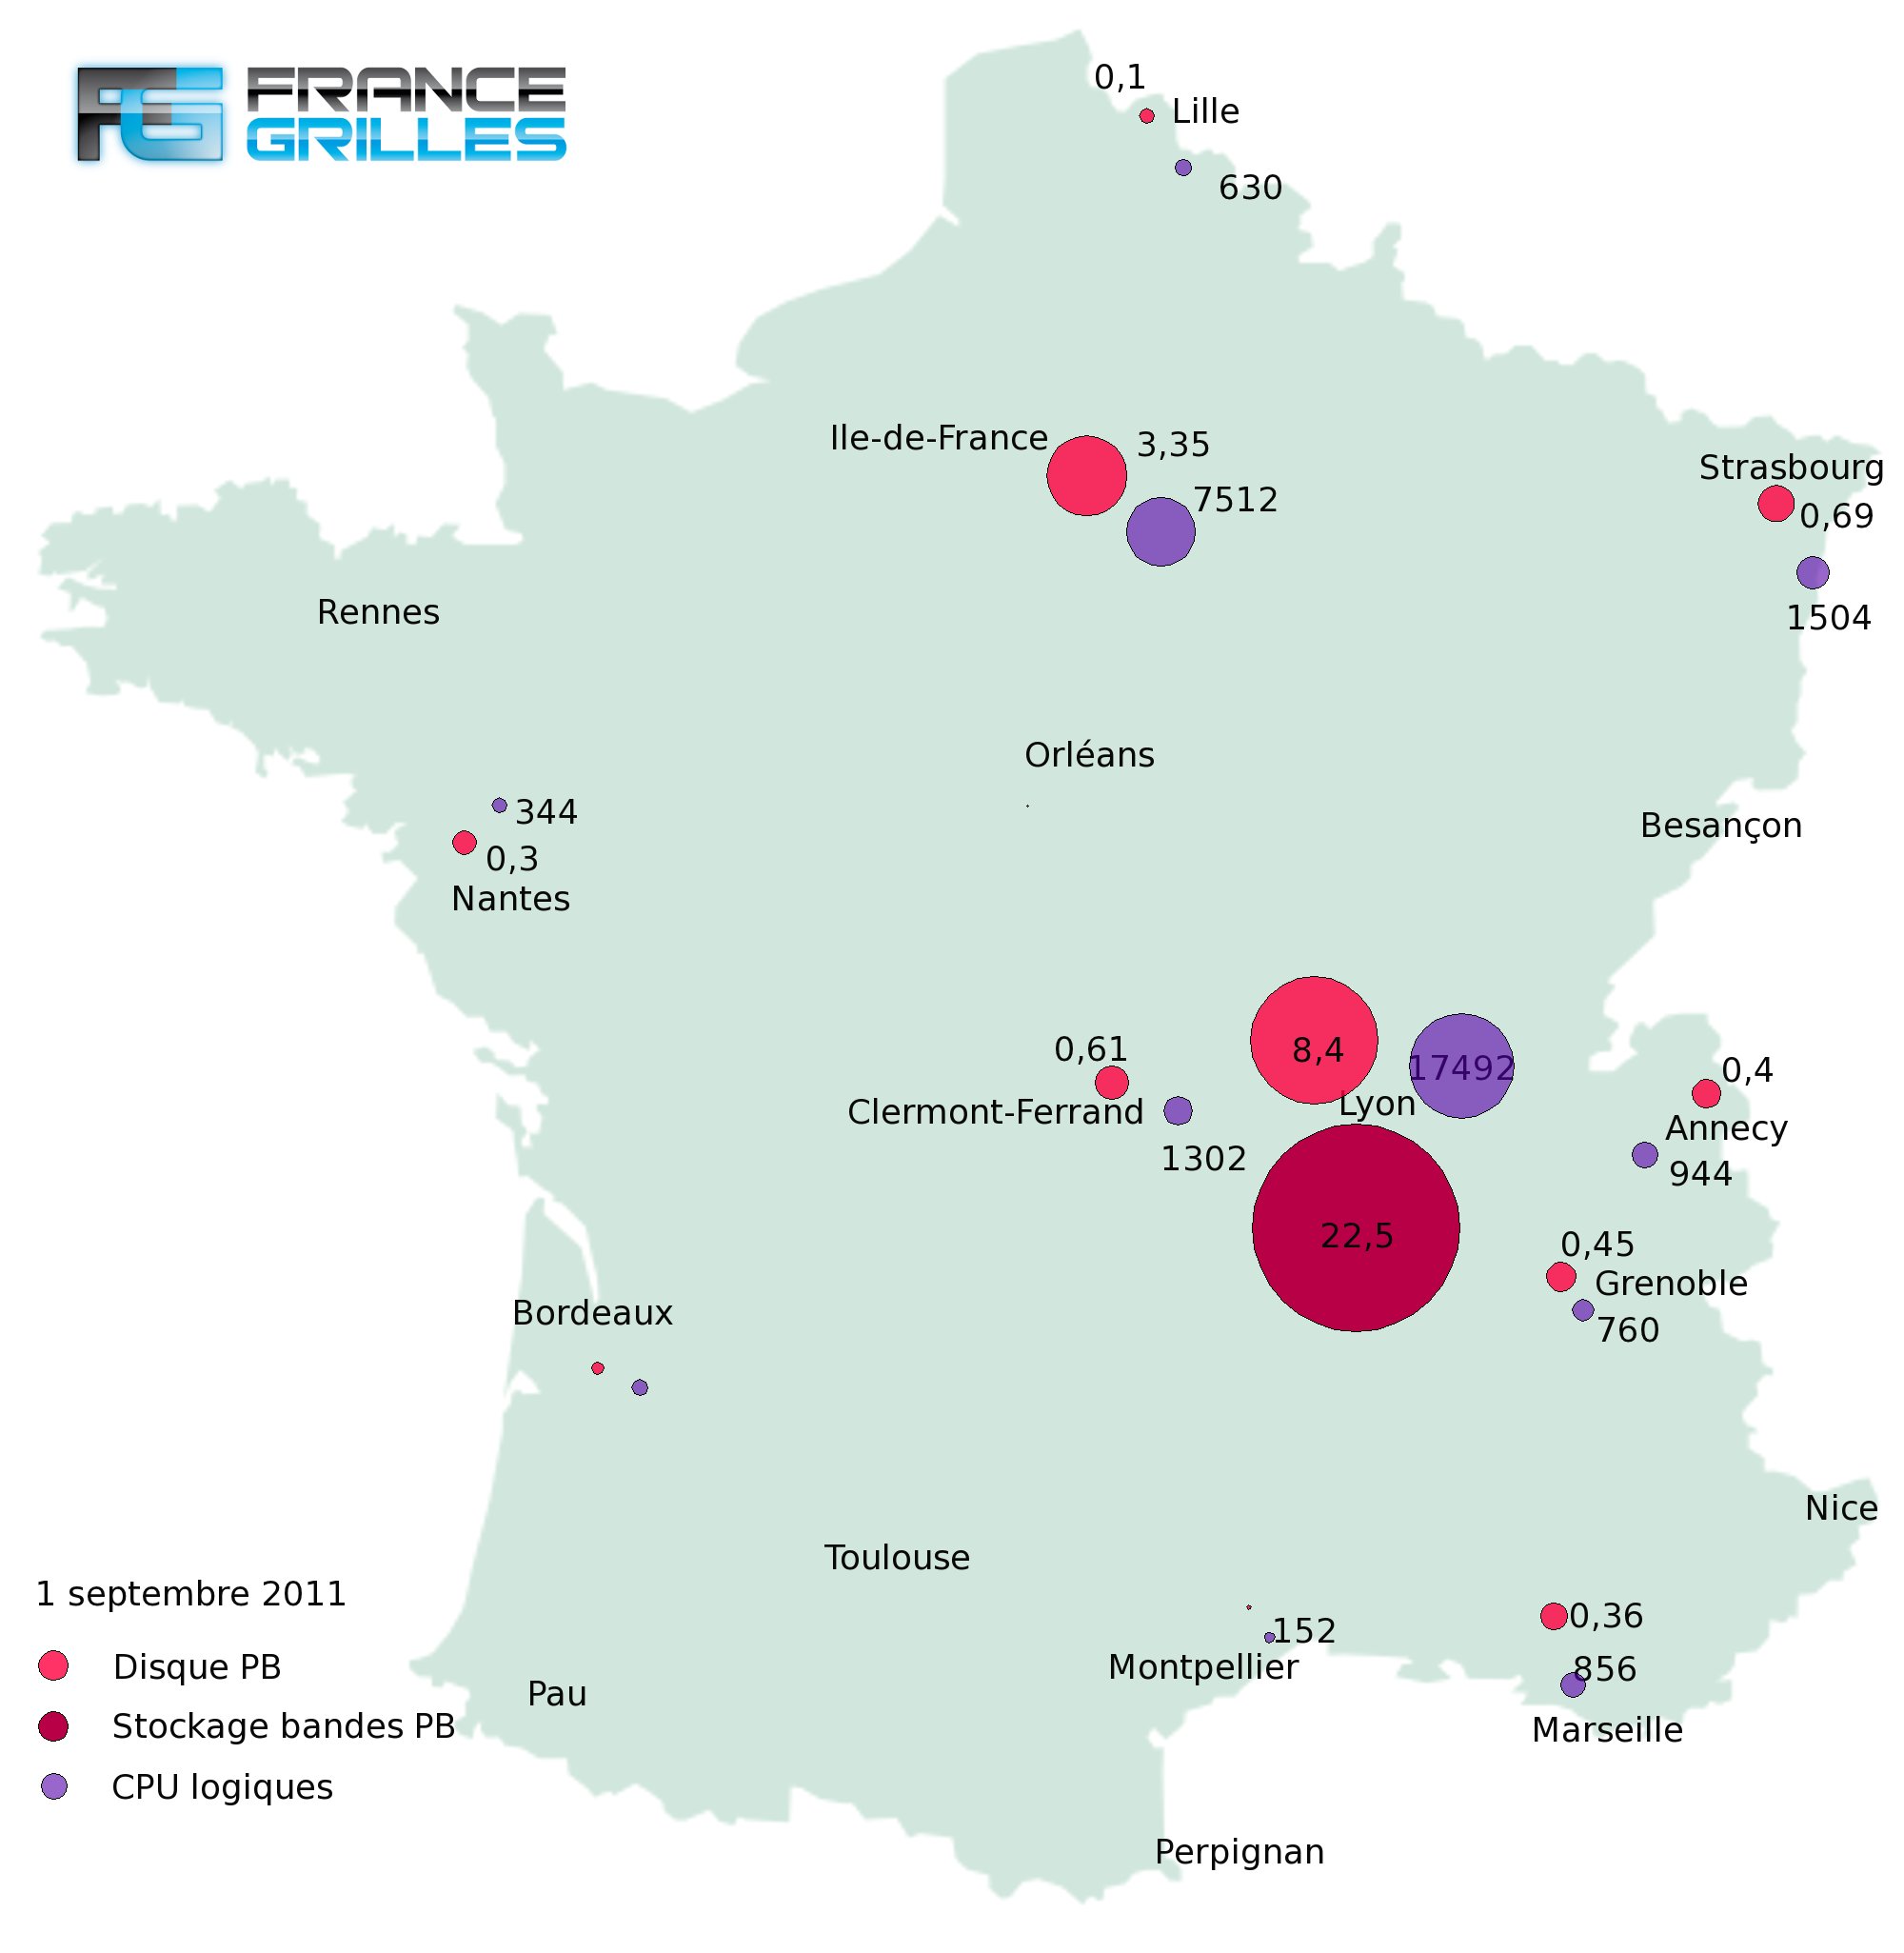 FG FRANCE
GRILLES
0,1
Lille
630
Ile-de-France
3,35
7512
Strasbourg
0,69
1504
Rennes
Orléans
344
0,3
Nantes
Besançon
0,61
Clermont-Ferrand
1302
8,4
17492
Lyon
22,5
0,4
Annecy
944
0,45
Grenoble
760
Bordeaux
Nice
Toulouse
152
Montpellier
0,36
856
Marseille
Pau
Perpignan
1 septembre 2011
Disque PB
Stockage bandes PB
CPU logiques